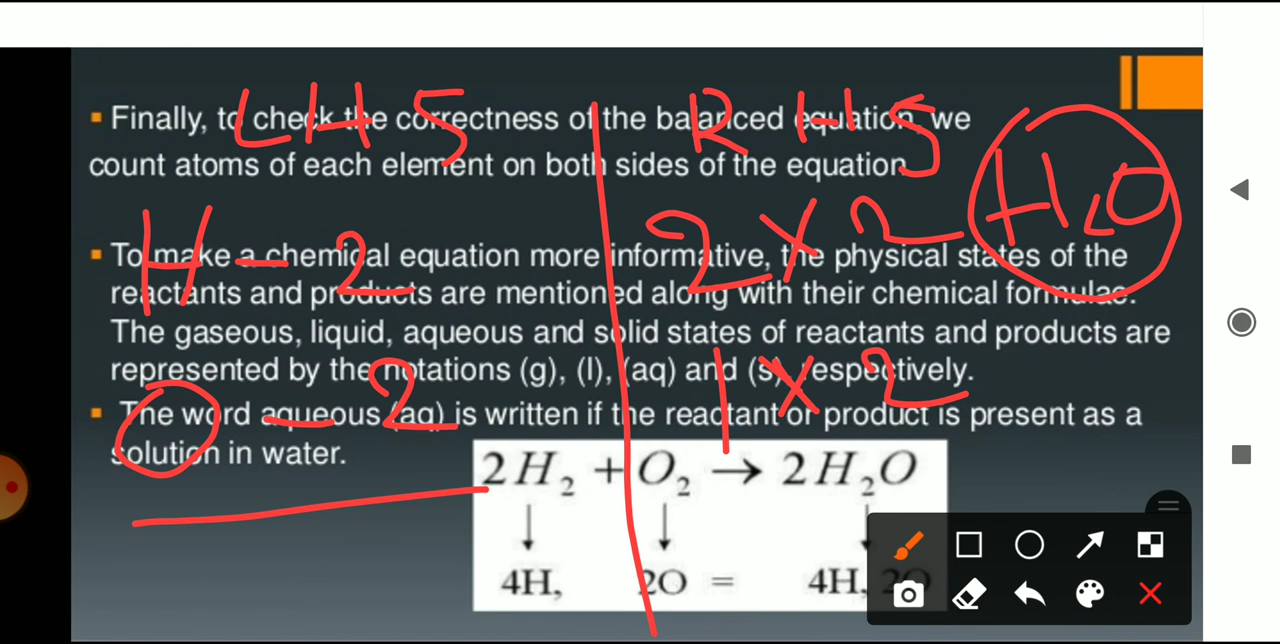 Finally, to check the correctness of the balanced equation, we
count atoms of each element on both sides of the equation.
LHS RHS
H₂O
H - 2 2 x 2
To make a chemical equation more informative, the physical states of the
reactants and products are mentioned along with their chemical formulae.
The gaseous, liquid, aqueous and solid states of reactants and products are
represented by the notations (g), (l), (aq) and (s), respectively.
O - 2 1 x 2
The word aqueous (aq) is written if the reactant or product is present as a
solution in water.
2H₂ + O₂ → 2H₂O
4H, 2O = 4H, 2O